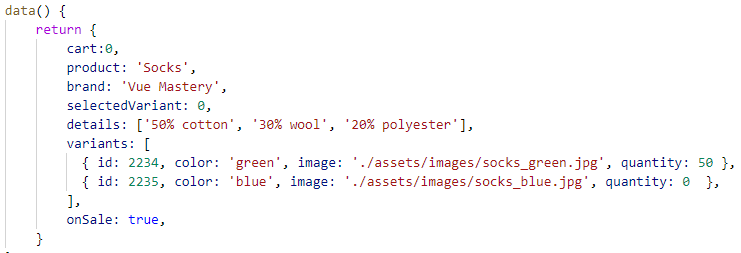 data() {
return {
cart:0,
product: 'Socks',
brand: 'Vue Mastery',
selectedVariant: 0,
details: ['50% cotton', '30% wool', '20% polyester'],
variants: [
{ id: 2234, color: 'green', image: './assets/images/socks_green.jpg', quantity: 50 },
{ id: 2235, color: 'blue', image: './assets/images/socks_blue.jpg', quantity: 0  },
],
onSale: true,
}